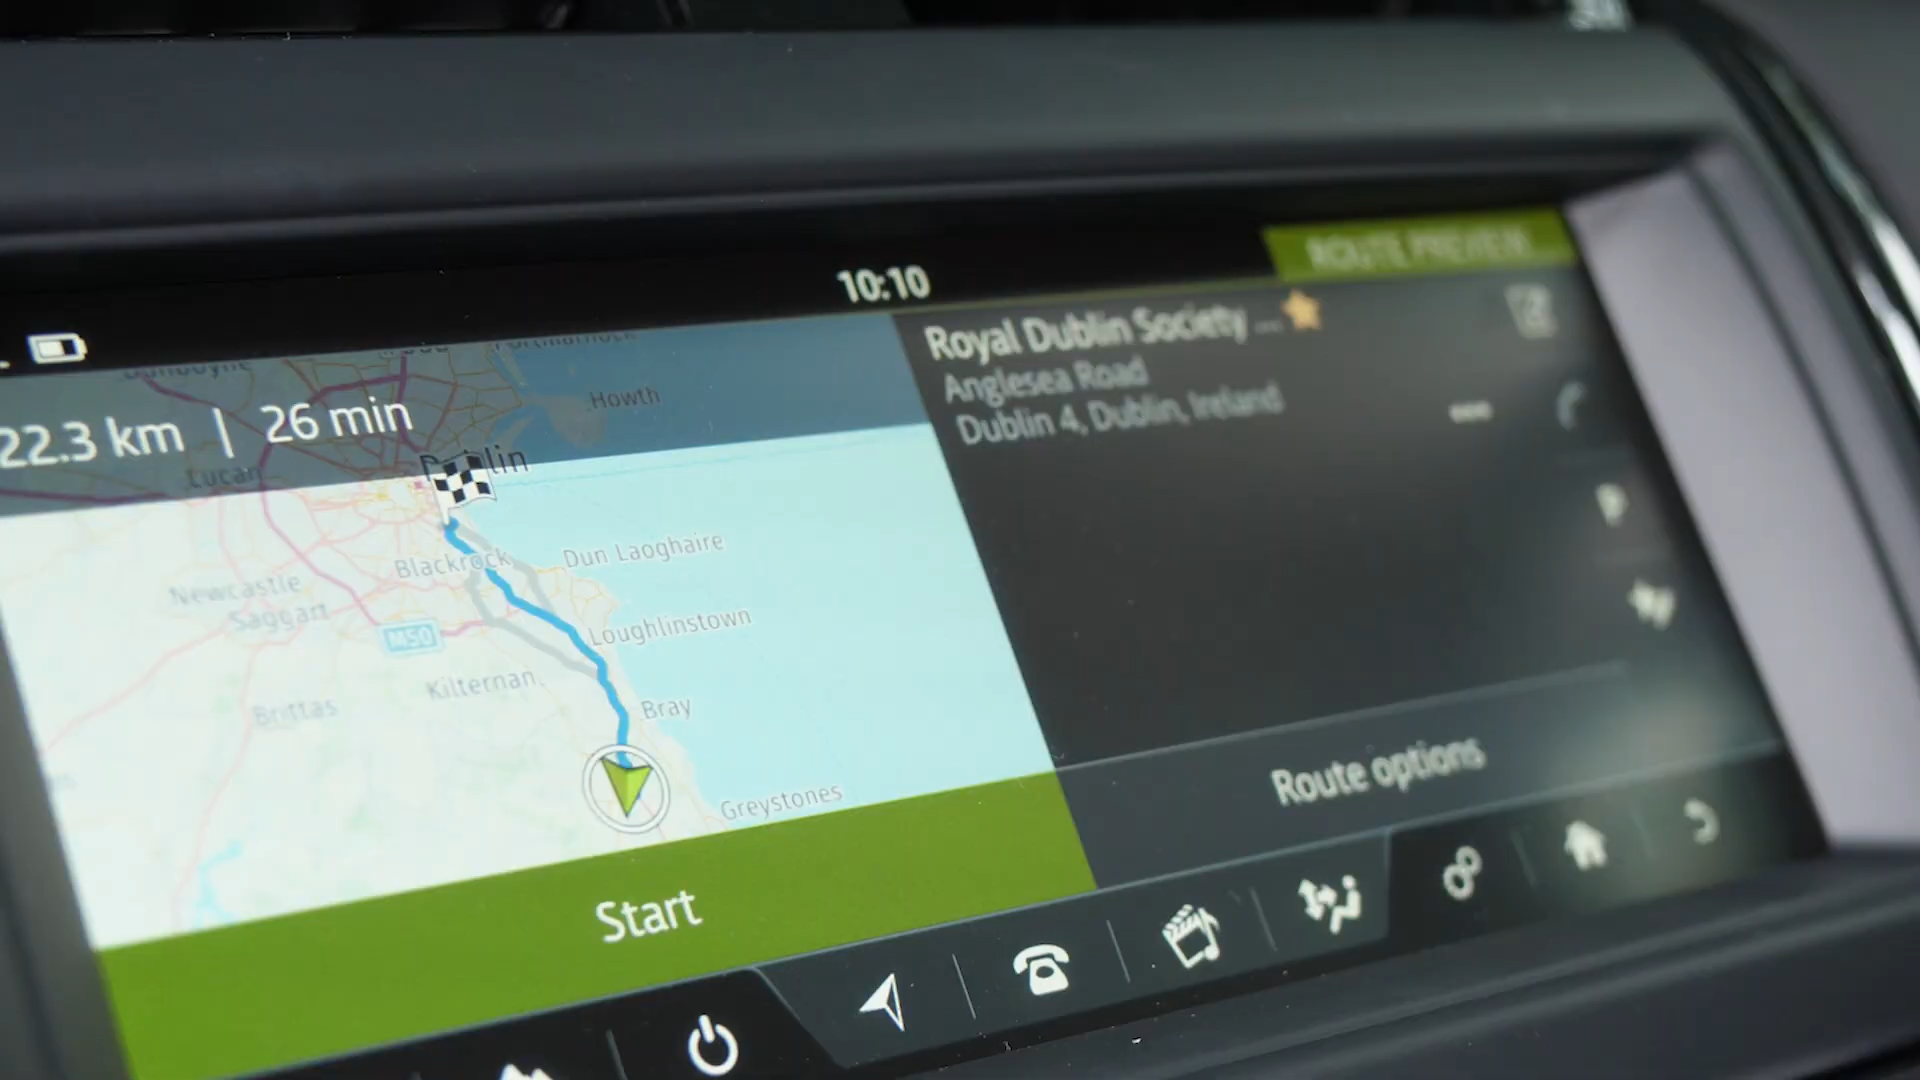 10:10
ROUTE PREVIEW
22.3 km | 26 min
Royal Dublin Society ...
Anglesea Road
Dublin 4, Dublin, Ireland
Howth
Lucan
Blackrock
Dun Laoghaire
Newcastle
Saggart
M50
Loughlinstown
Kilternan
Brittas
Bray
Greystones
P
Route options
Start